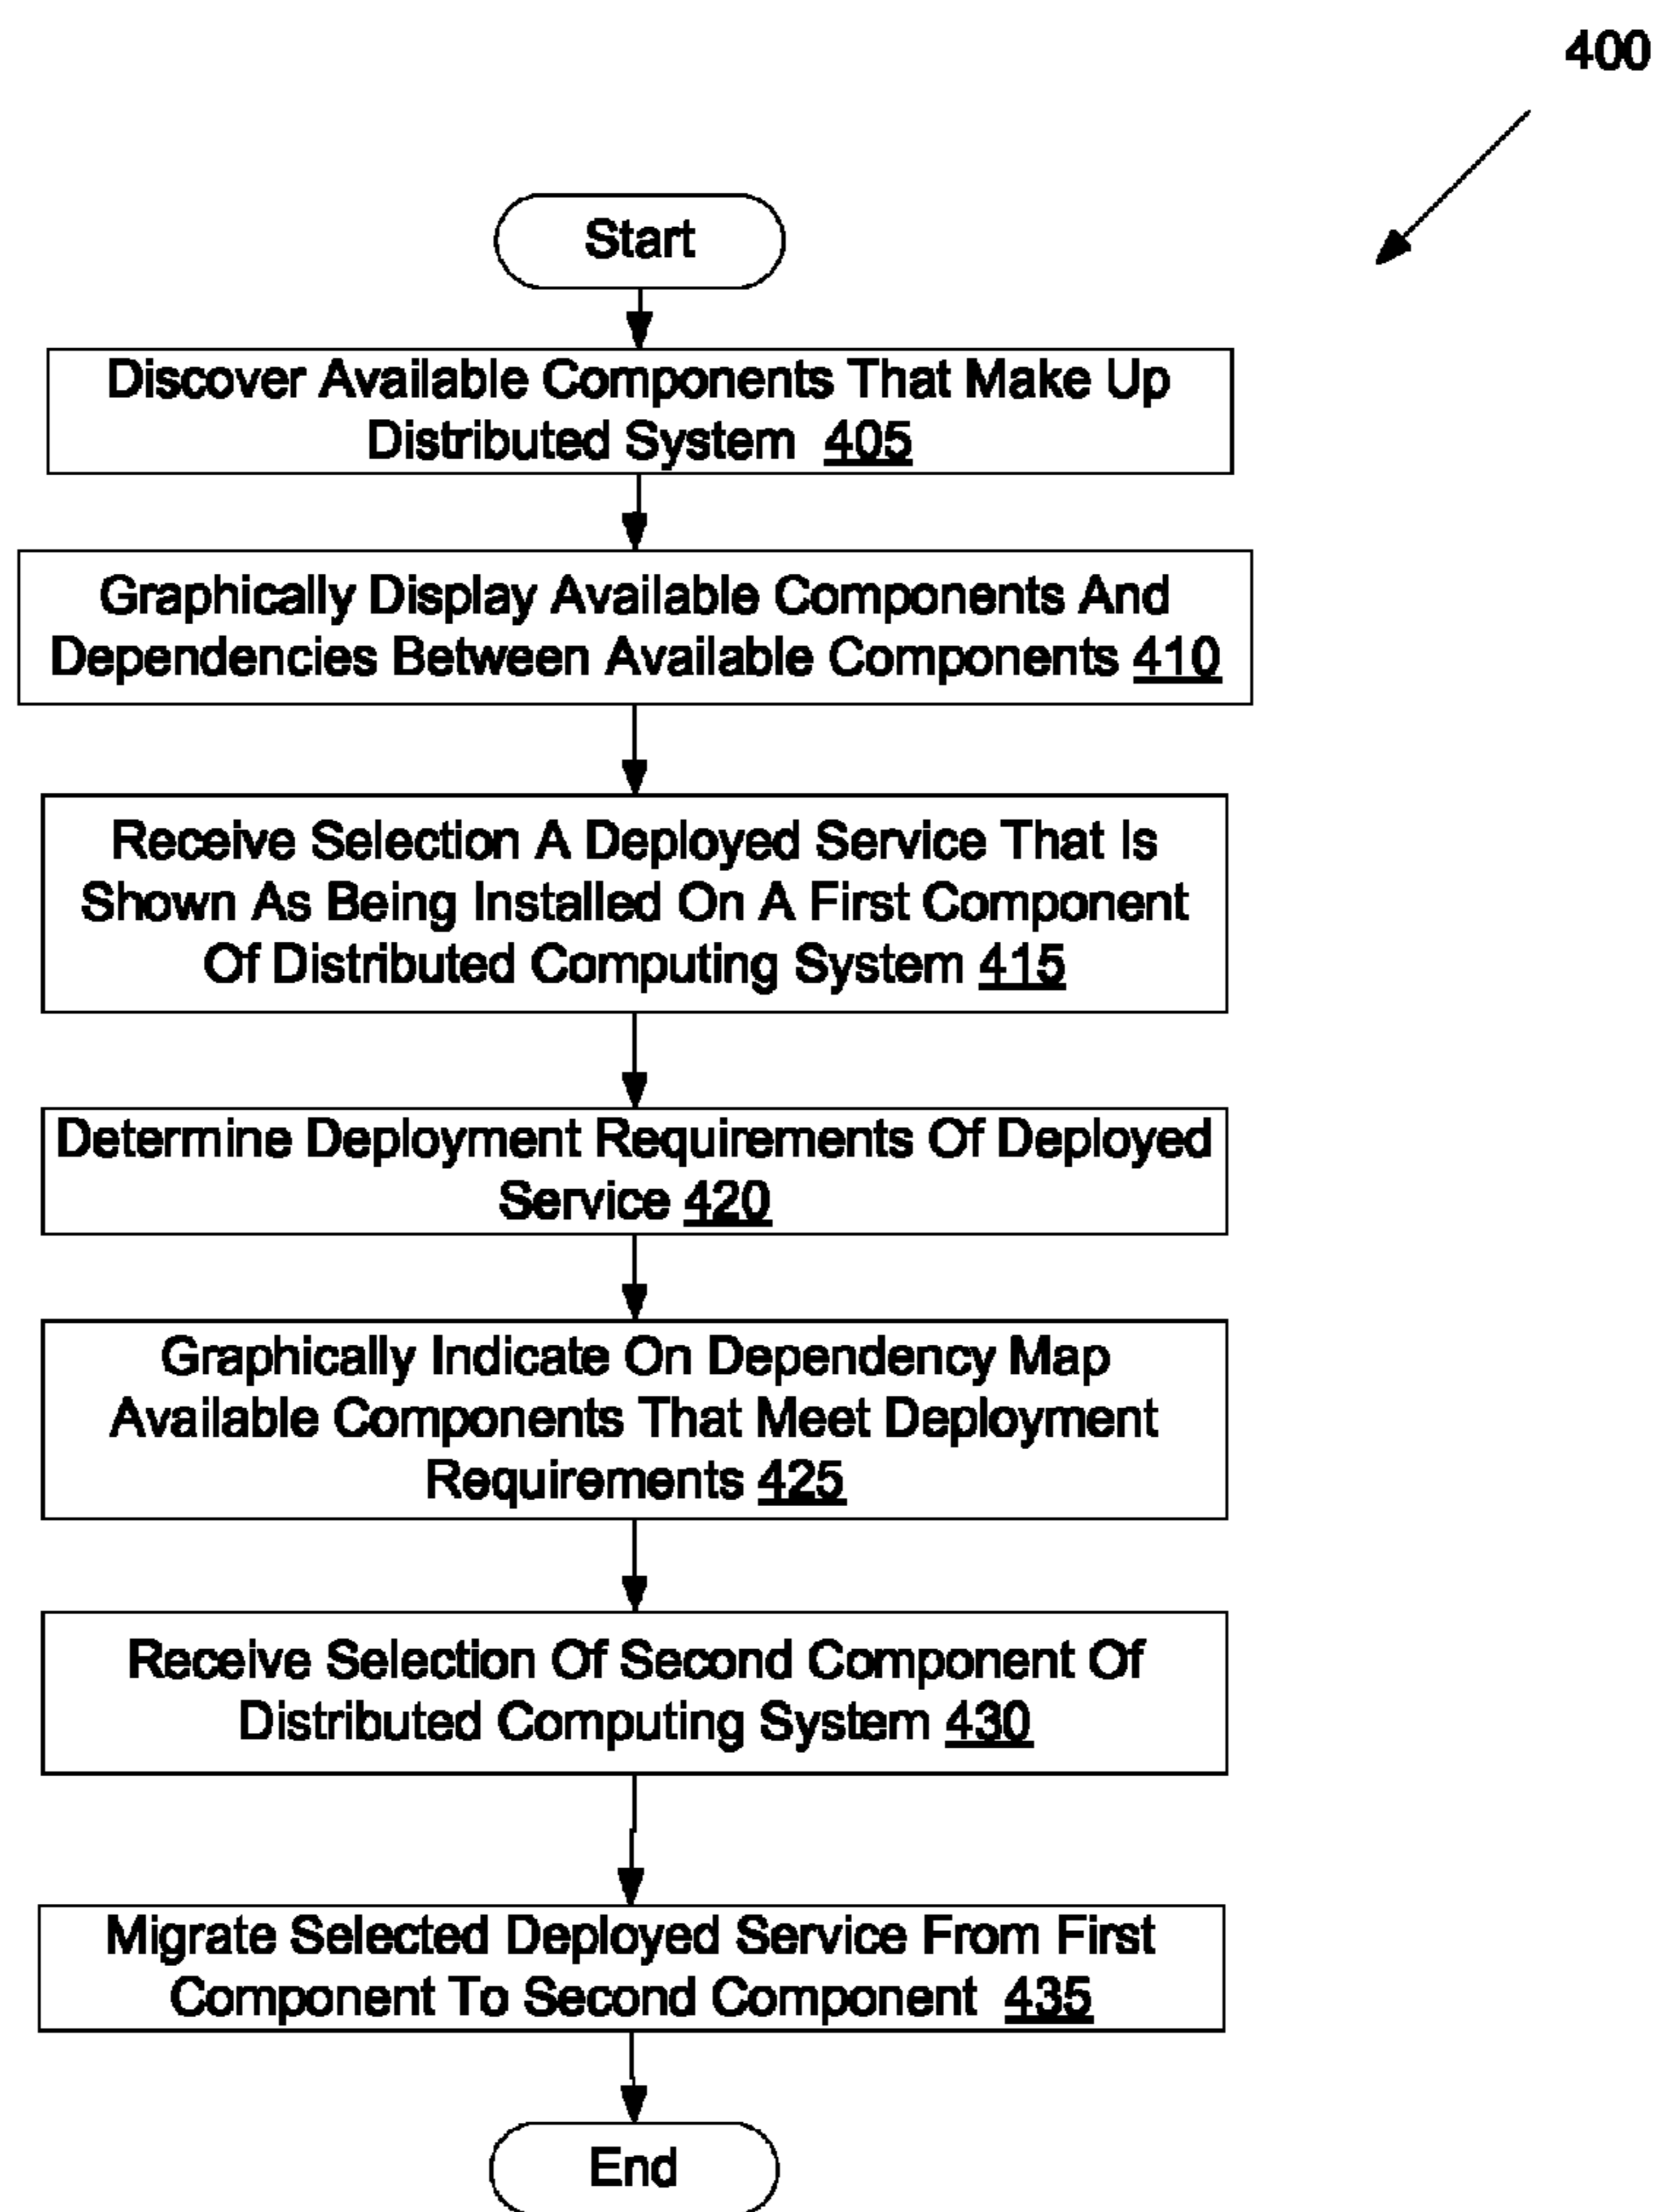 400
Start
Discover Available Components That Make Up
Distributed System 405
Graphically Display Available Components And
Dependencies Between Available Components 410
Receive Selection A Deployed Service That Is
Shown As Being Installed On A First Component
Of Distributed Computing System 415
Determine Deployment Requirements Of Deployed
Service 420
Graphically Indicate On Dependency Map
Available Components That Meet Deployment
Requirements 425
Receive Selection Of Second Component Of
Distributed Computing System 430
Migrate Selected Deployed Service From First
Component To Second Component 435
End